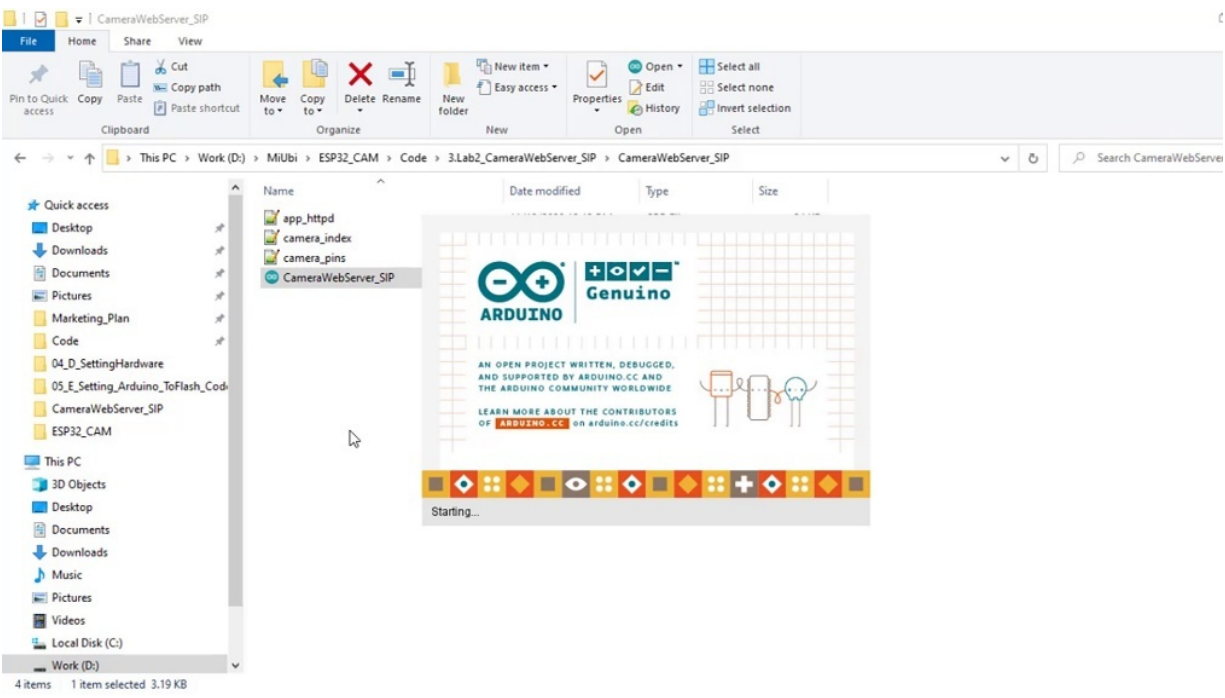 CameraWebServer_SIP
File Home Share View
Pin to Quick access
Copy
Paste
Cut
Copy path
Paste shortcut
Clipboard
Move to
Copy to
Delete
Rename
Organize
New folder
New item
Easy access
New
Properties
Open
Edit
History
Open
Select all
Select none
Invert selection
Select
This PC > Work (D:) > MiUbi > ESP32_CAM > Code > 3.Lab2_CameraWebServer_SIP > CameraWebServer_SIP
Search CameraWebServer
Quick access
Desktop
Downloads
Documents
Pictures
Marketing_Plan
Code
04_D_SettingHardware
05_E_Setting_Arduino_ToFlash_Code
CameraWebServer_SIP
ESP32_CAM
This PC
3D Objects
Desktop
Documents
Downloads
Music
Pictures
Videos
Local Disk (C:)
Work (D:)
Name Date modified Type Size
app_httpd
camera_index
camera_pins
CameraWebServer_SIP
ARDUINO
Genuino
AN OPEN PROJECT WRITTEN, DEBUGGED,
AND SUPPORTED BY ARDUINO.CC AND
THE ARDUINO COMMUNITY WORLDWIDE
LEARN MORE ABOUT THE CONTRIBUTORS
OF ARDUINO.CC on arduino.cc/credits
Starting...
4 items 1 item selected 3.19 KB